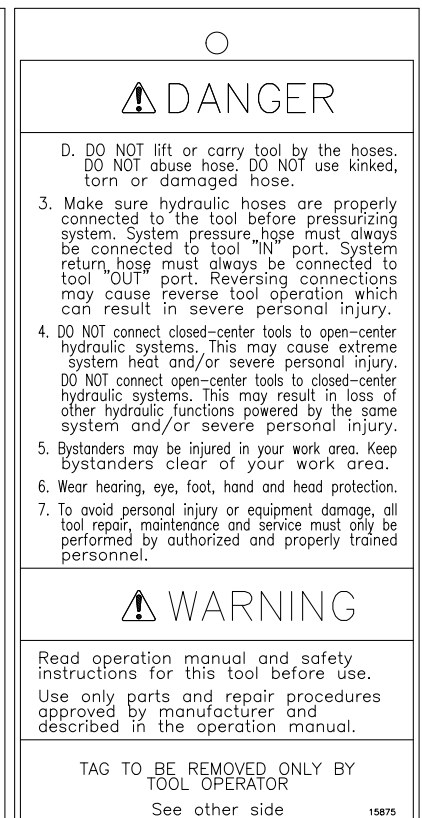 DANGER
D. DO NOT lift or carry tool by the hoses.
DO NOT abuse hose. DO NOT use kinked,
torn or damaged hose.
3. Make sure hydraulic hoses are properly
connected to the tool before pressurizing
system. System pressure hose must always
be connected to tool "IN" port. System
return hose must always be connected to
tool "OUT" port. Reversing connections
may cause reverse tool operation which
can result in severe personal injury.
4. DO NOT connect closed-center tools to open-center
hydraulic systems. This may cause extreme
system heat and/or severe personal injury.
DO NOT connect open-center tools to closed-center
hydraulic systems. This may result in loss of
other hydraulic functions powered by the same
system and/or severe personal injury.
5. Bystanders may be injured in your work area. Keep
bystanders clear of your work area.
6. Wear hearing, eye, foot, hand and head protection.
7. To avoid personal injury or equipment damage, all
tool repair, maintenance and service must only be
performed by authorized and properly trained
personnel.
WARNING
Read operation manual and safety
instructions for this tool before use.
Use only parts and repair procedures
approved by manufacturer and
described in the operation manual.
TAG TO BE REMOVED ONLY BY
TOOL OPERATOR
See other side
15875